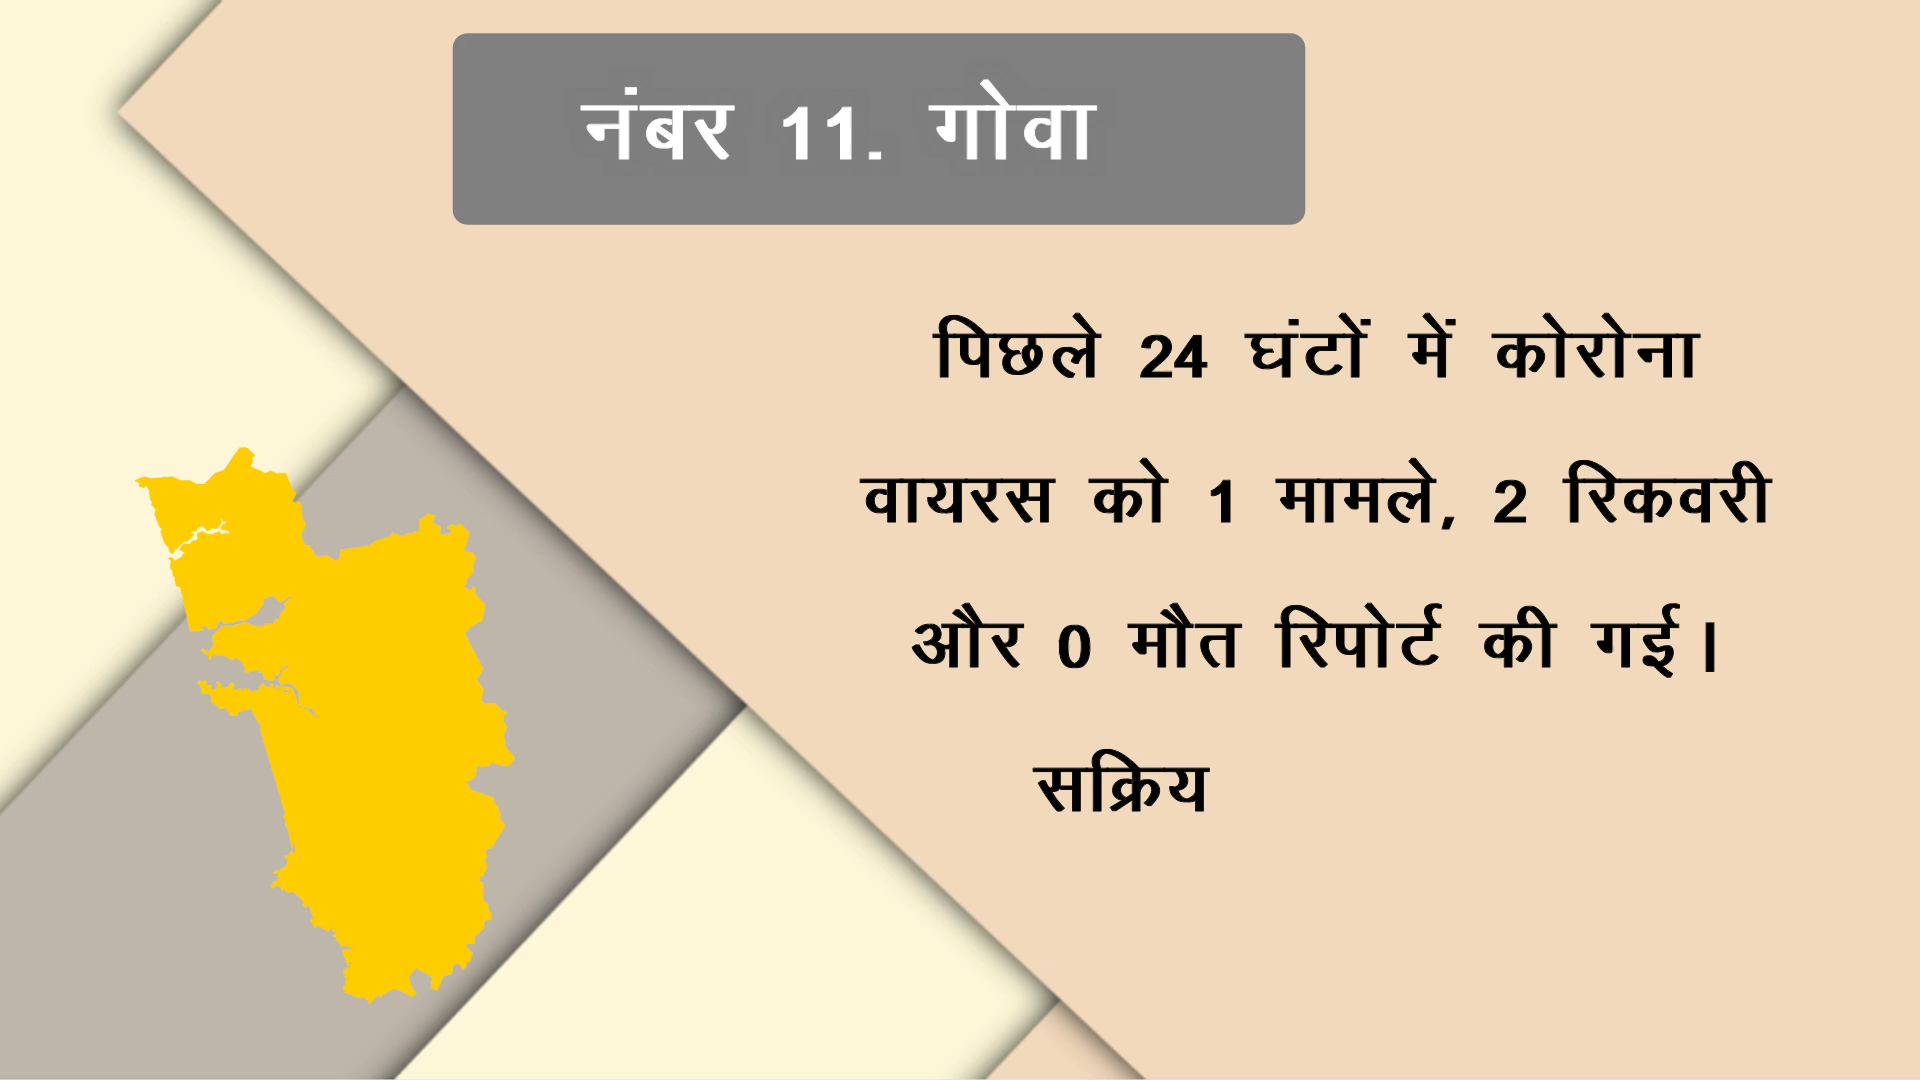 नंबर 11. गोवा
पिछले 24 घंटों में कोरोना
वायरस को 1 मामले, 2 रिकवरी
और 0 मौत रिपोर्ट की गई।
सक्रिय